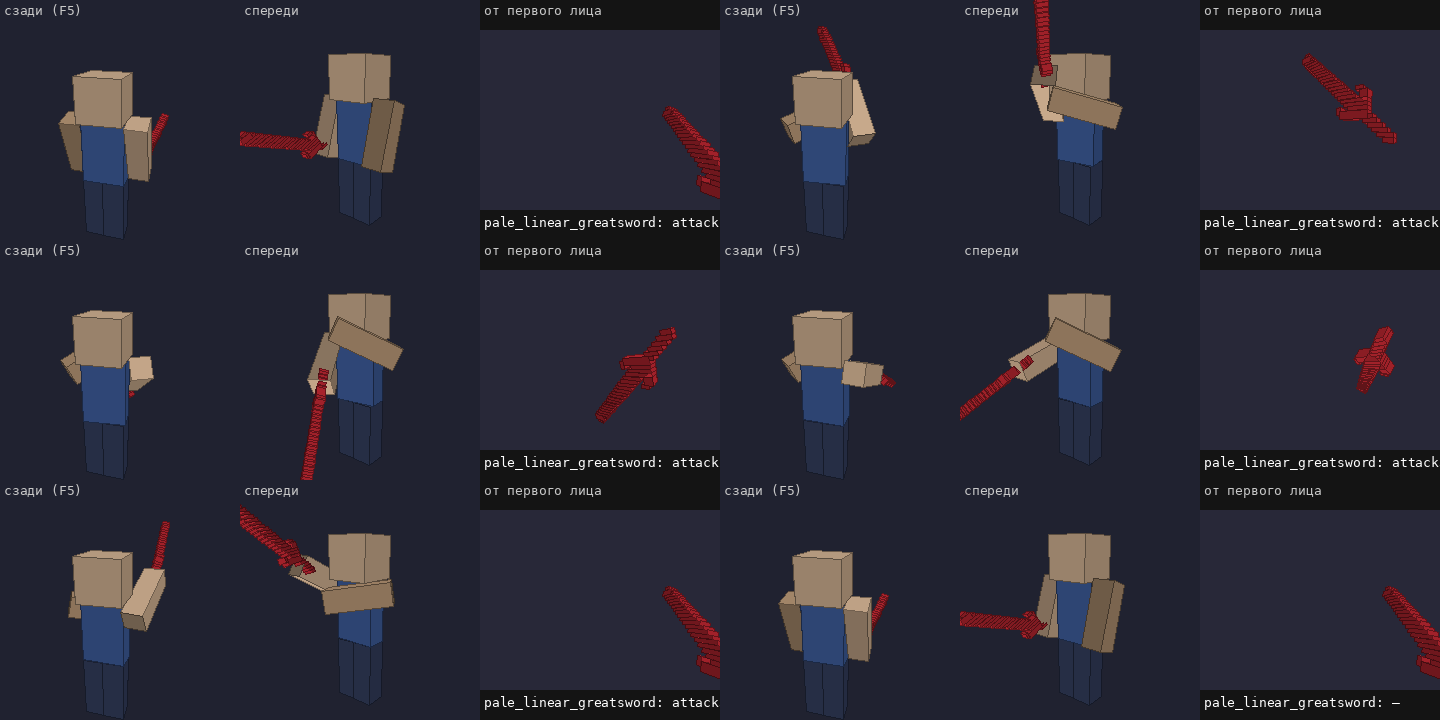 сзади (F5) спереди от первого лица сзади (F5) спереди от первого лица
pale_linear_greatsword: attack pale_linear_greatsword: attack
сзади (F5) спереди от первого лица сзади (F5) спереди от первого лица
pale_linear_greatsword: attack pale_linear_greatsword: attack
сзади (F5) спереди от первого лица сзади (F5) спереди от первого лица
pale_linear_greatsword: attack pale_linear_greatsword: —